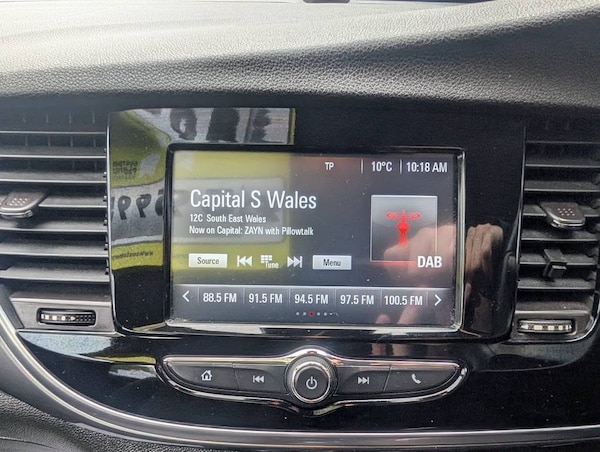 TP 10°C 10:18 AM
Capital S Wales
12C South East Wales
Now on Capital: ZAYN with Pillowtalk
Source Tune Menu
DAB
88.5 FM 91.5 FM 94.5 FM 97.5 FM 100.5 FM